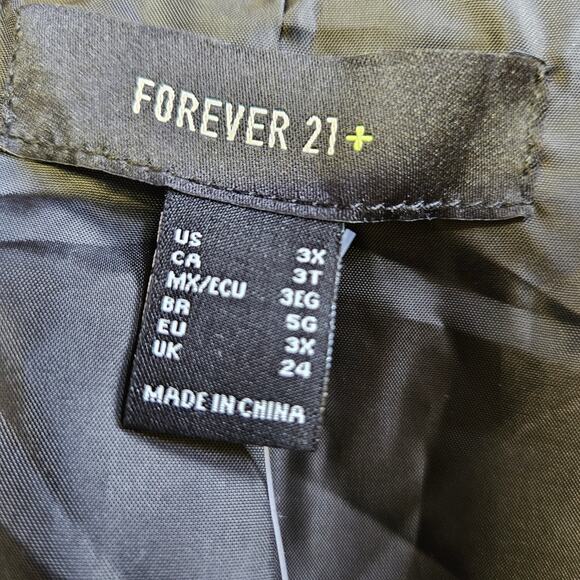 FOREVER 21+
US 3X
CA 3T
MX/ECU 3EG
BR 5G
EU 3X
UK 24
MADE IN CHINA